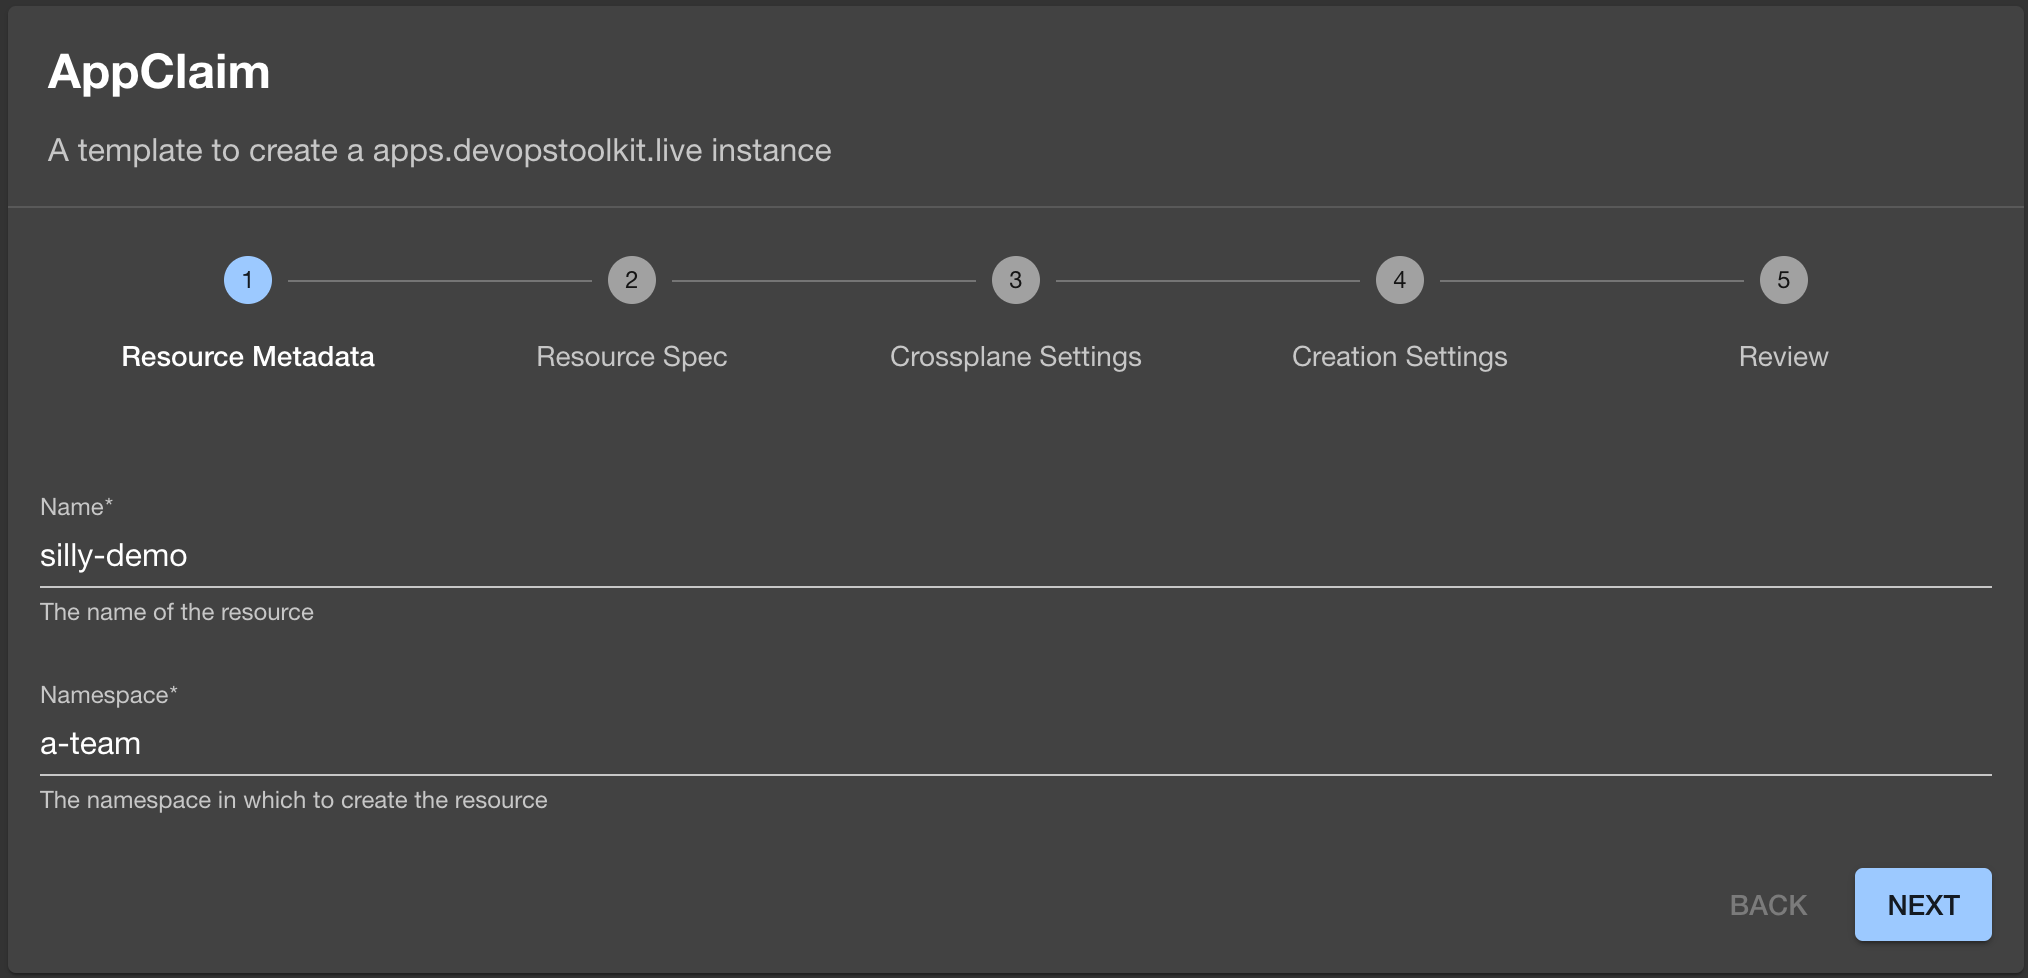 AppClaim
A template to create a apps.devopstoolkit.live instance
1 2 3 4 5
Resource Metadata Resource Spec Crossplane Settings Creation Settings Review
Name*
silly-demo
The name of the resource
Namespace*
a-team
The namespace in which to create the resource
BACK NEXT